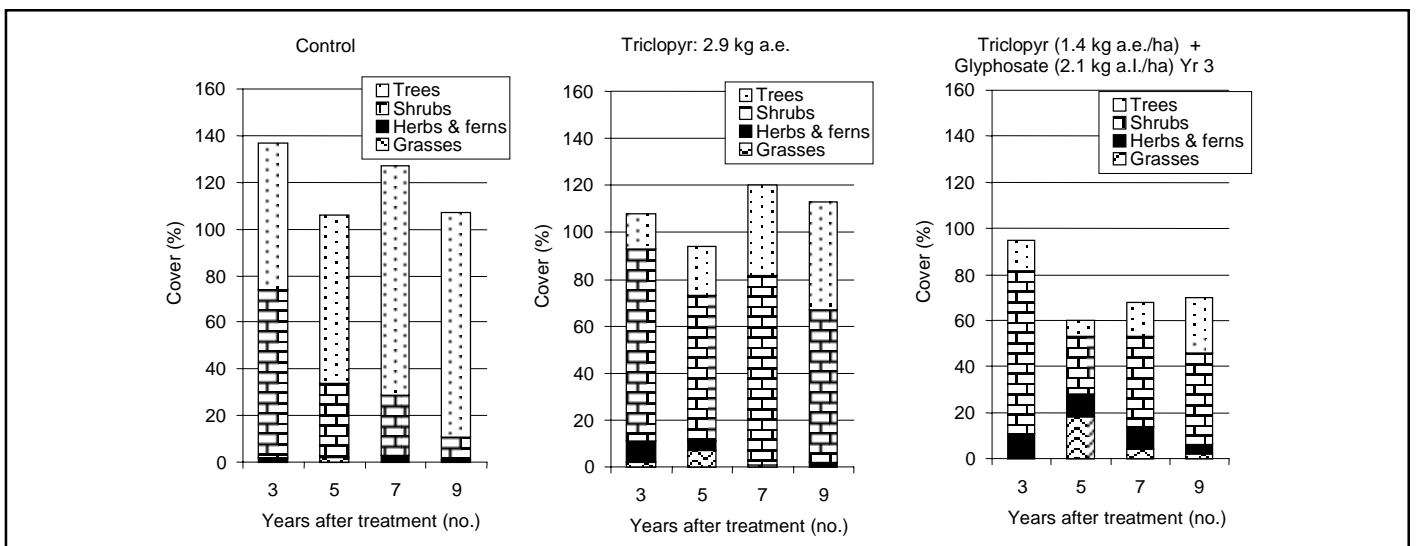 Control
Trees
Shrubs
Herbs & ferns
Grasses
160
140
120
100
80
60
40
20
0
Cover (%)
3 5 7 9
Years after treatment (no.)
Triclopyr: 2.9 kg a.e.
Trees
Shrubs
Herbs & ferns
Grasses
160
140
120
100
80
60
40
20
0
Cover (%)
3 5 7 9
Years after treatment (no.)
Triclopyr (1.4 kg a.e./ha) +
Glyphosate (2.1 kg a.I./ha) Yr 3
Trees
Shrubs
Herbs & ferns
Grasses
160
140
120
100
80
60
40
20
0
Cover (%)
3 5 7 9
Years after treatment (no.)